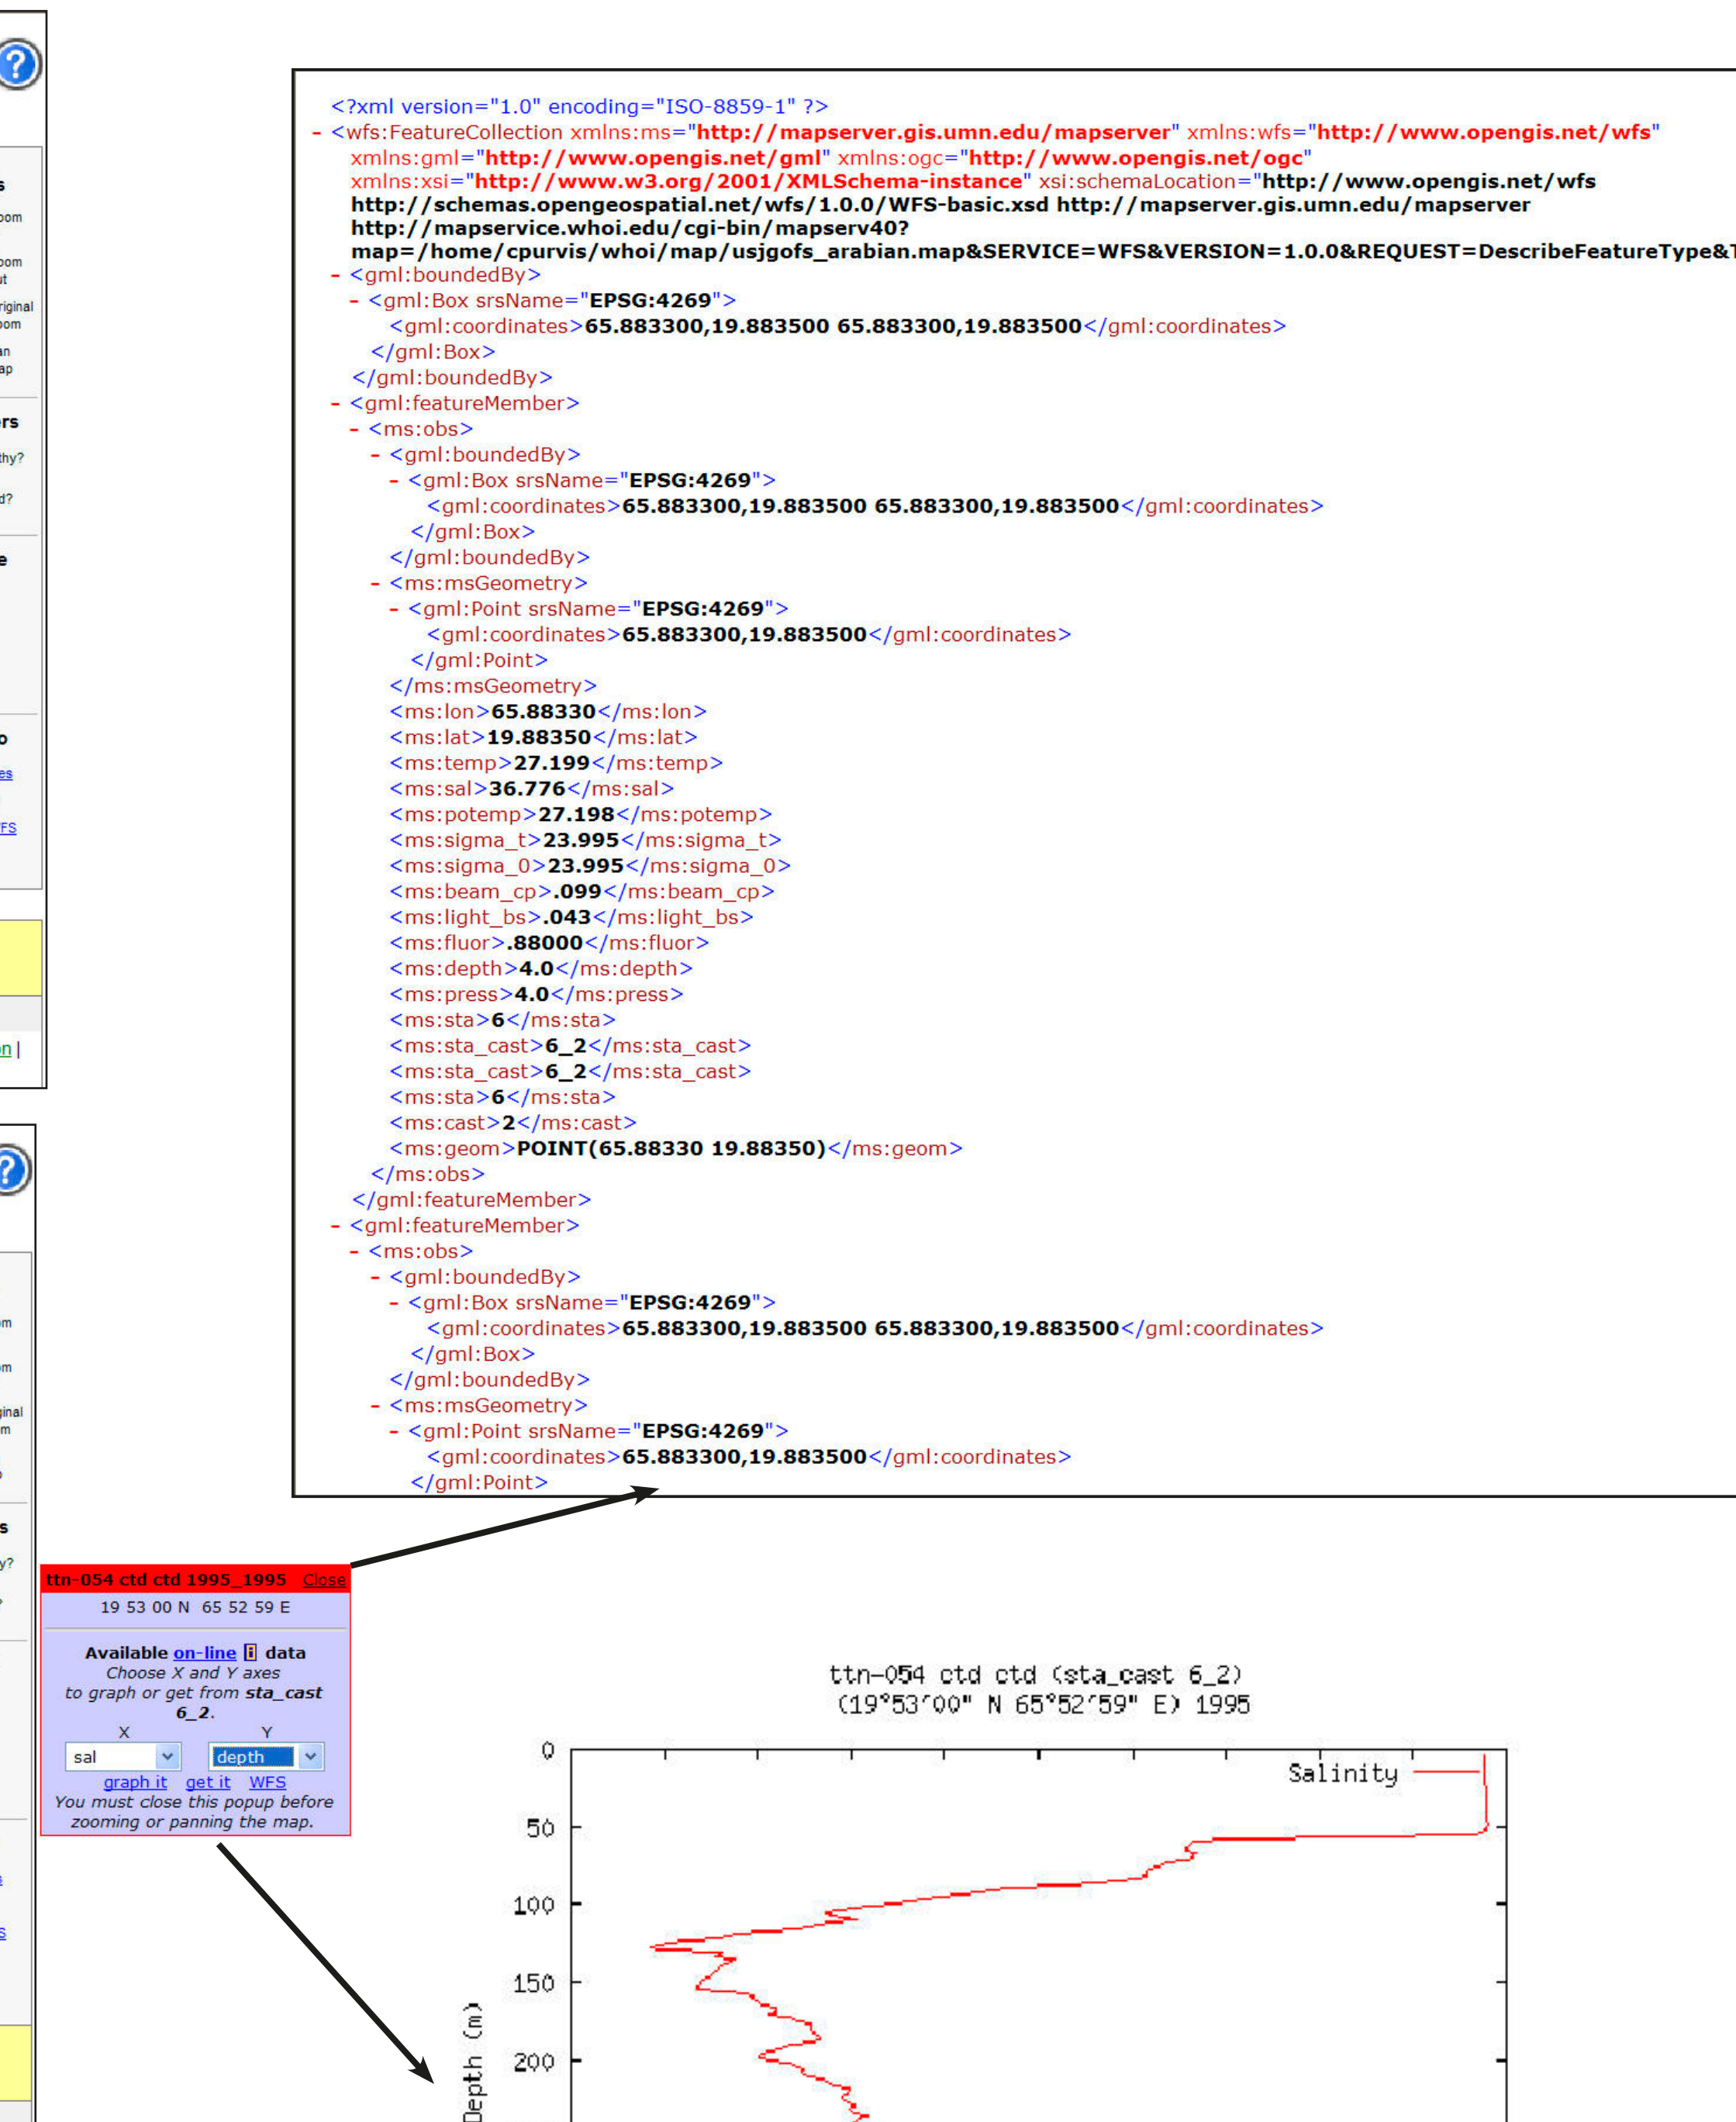 <?xml version="1.0" encoding="ISO-8859-1" ?>
- <wfs:FeatureCollection xmlns:ms="http://mapserver.gis.umn.edu/mapserver" xmlns:wfs="http://www.opengis.net/wfs"
xmlns:gml="http://www.opengis.net/gml" xmlns:ogc="http://www.opengis.net/ogc"
xmlns:xsi="http://www.w3.org/2001/XMLSchema-instance" xsi:schemaLocation="http://www.opengis.net/wfs
http://schemas.opengeospatial.net/wfs/1.0.0/WFS-basic.xsd http://mapserver.gis.umn.edu/mapserver
http://mapservice.whoi.edu/cgi-bin/mapserv40?
map=/home/cpurvis/whoi/map/usjgofs_arabian.map&SERVICE=WFS&VERSION=1.0.0&REQUEST=DescribeFeatureType&T
- <gml:boundedBy>
- <gml:Box srsName="EPSG:4269">
<gml:coordinates>65.883300,19.883500 65.883300,19.883500</gml:coordinates>
</gml:Box>
</gml:boundedBy>
- <gml:featureMember>
- <ms:obs>
- <gml:boundedBy>
- <gml:Box srsName="EPSG:4269">
<gml:coordinates>65.883300,19.883500 65.883300,19.883500</gml:coordinates>
</gml:Box>
</gml:boundedBy>
- <ms:msGeometry>
- <gml:Point srsName="EPSG:4269">
<gml:coordinates>65.883300,19.883500</gml:coordinates>
</gml:Point>
</ms:msGeometry>
<ms:lon>65.88330</ms:lon>
<ms:lat>19.88350</ms:lat>
<ms:temp>27.199</ms:temp>
<ms:sal>36.776</ms:sal>
<ms:potemp>27.198</ms:potemp>
<ms:sigma_t>23.995</ms:sigma_t>
<ms:sigma_0>23.995</ms:sigma_0>
<ms:beam_cp>.099</ms:beam_cp>
<ms:light_bs>.043</ms:light_bs>
<ms:fluor>.88000</ms:fluor>
<ms:depth>4.0</ms:depth>
<ms:press>4.0</ms:press>
<ms:sta>6</ms:sta>
<ms:sta_cast>6_2</ms:sta_cast>
<ms:sta_cast>6_2</ms:sta_cast>
<ms:sta>6</ms:sta>
<ms:cast>2</ms:cast>
<ms:geom>POINT(65.88330 19.88350)</ms:geom>
</ms:obs>
</gml:featureMember>
- <gml:featureMember>
- <ms:obs>
- <gml:boundedBy>
- <gml:Box srsName="EPSG:4269">
<gml:coordinates>65.883300,19.883500 65.883300,19.883500</gml:coordinates>
</gml:Box>
</gml:boundedBy>
- <ms:msGeometry>
- <gml:Point srsName="EPSG:4269">
<gml:coordinates>65.883300,19.883500</gml:coordinates>
</gml:Point>
ttn-054 ctd ctd 1995_1995 Close
19 53 00 N 65 52 59 E
Available on-line i data
Choose X and Y axes
to graph or get from sta_cast
6_2.
X Y
sal depth
graph it get it WFS
You must close this popup before
zooming or panning the map.
ttn-054 ctd ctd (sta_cast 6_2)
(19°53'00" N 65°52'59" E) 1995
Salinity
0
50
100
150
200
Depth (m)